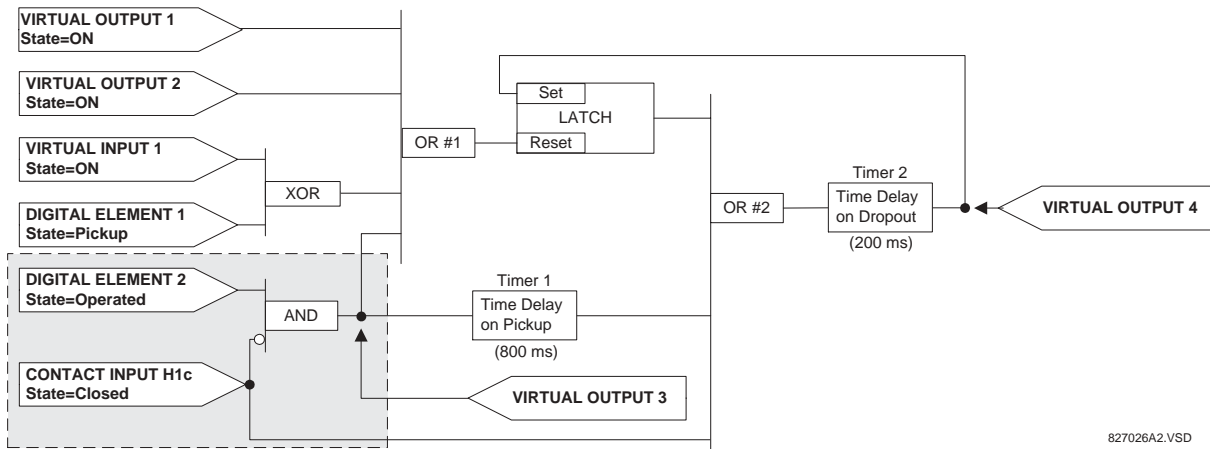 VIRTUAL OUTPUT 1
State=ON
VIRTUAL OUTPUT 2
State=ON
VIRTUAL INPUT 1
State=ON
DIGITAL ELEMENT 1
State=Pickup
XOR
OR #1
Set
LATCH
Reset
DIGITAL ELEMENT 2
State=Operated
AND
CONTACT INPUT H1c
State=Closed
Timer 1
Time Delay
on Pickup
(800 ms)
VIRTUAL OUTPUT 3
OR #2
Timer 2
Time Delay
on Dropout
(200 ms)
VIRTUAL OUTPUT 4
827026A2.VSD